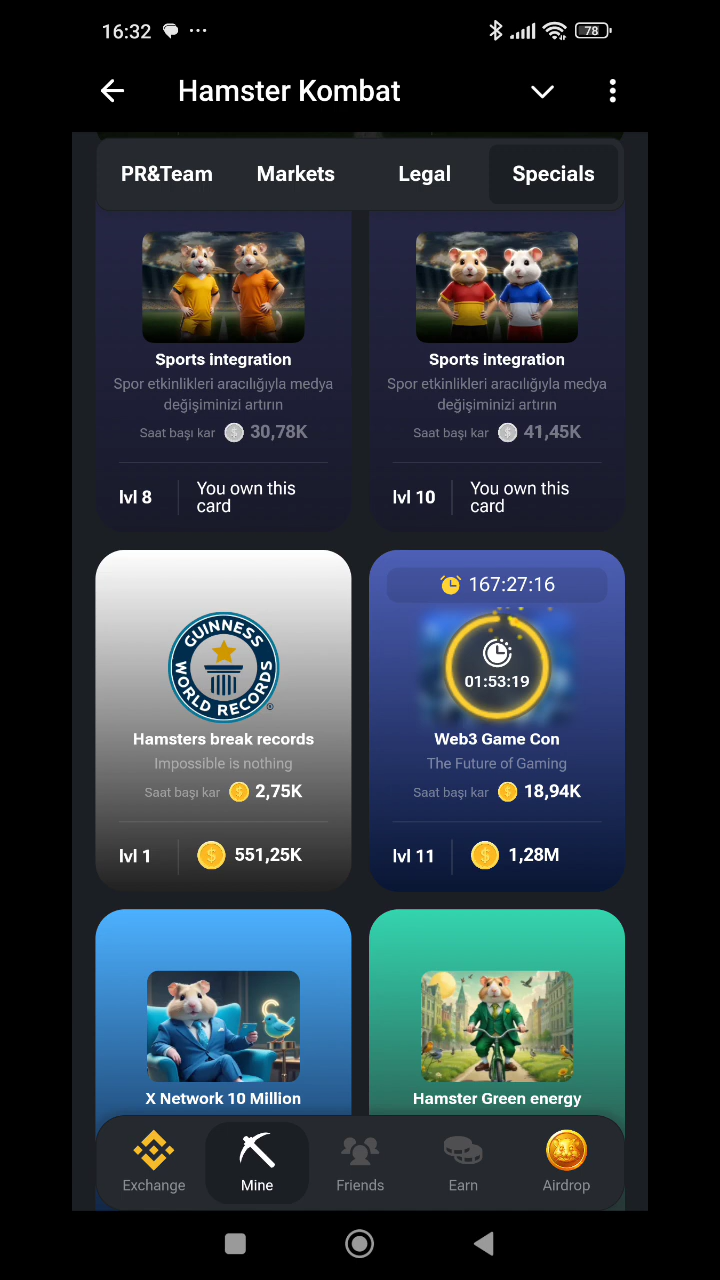 16:32
78
Hamster Kombat
PR&Team Markets Legal Specials
Sports integration
Spor etkinlikleri aracılığıyla medya
değişiminizi artırın
Saat başı kar 30,78K
lvl 8
You own this
card
Sports integration
Spor etkinlikleri aracılığıyla medya
değişiminizi artırın
Saat başı kar 41,45K
lvl 10
You own this
card
GUINNESS
WORLD RECORDS
®
Hamsters break records
Impossible is nothing
Saat başı kar 2,75K
lvl 1
551,25K
167:27:16
01:53:19
Web3 Game Con
The Future of Gaming
Saat başı kar 18,94K
lvl 11
1,28M
X Network 10 Million
Hamster Green energy
Exchange Mine Friends Earn Airdrop